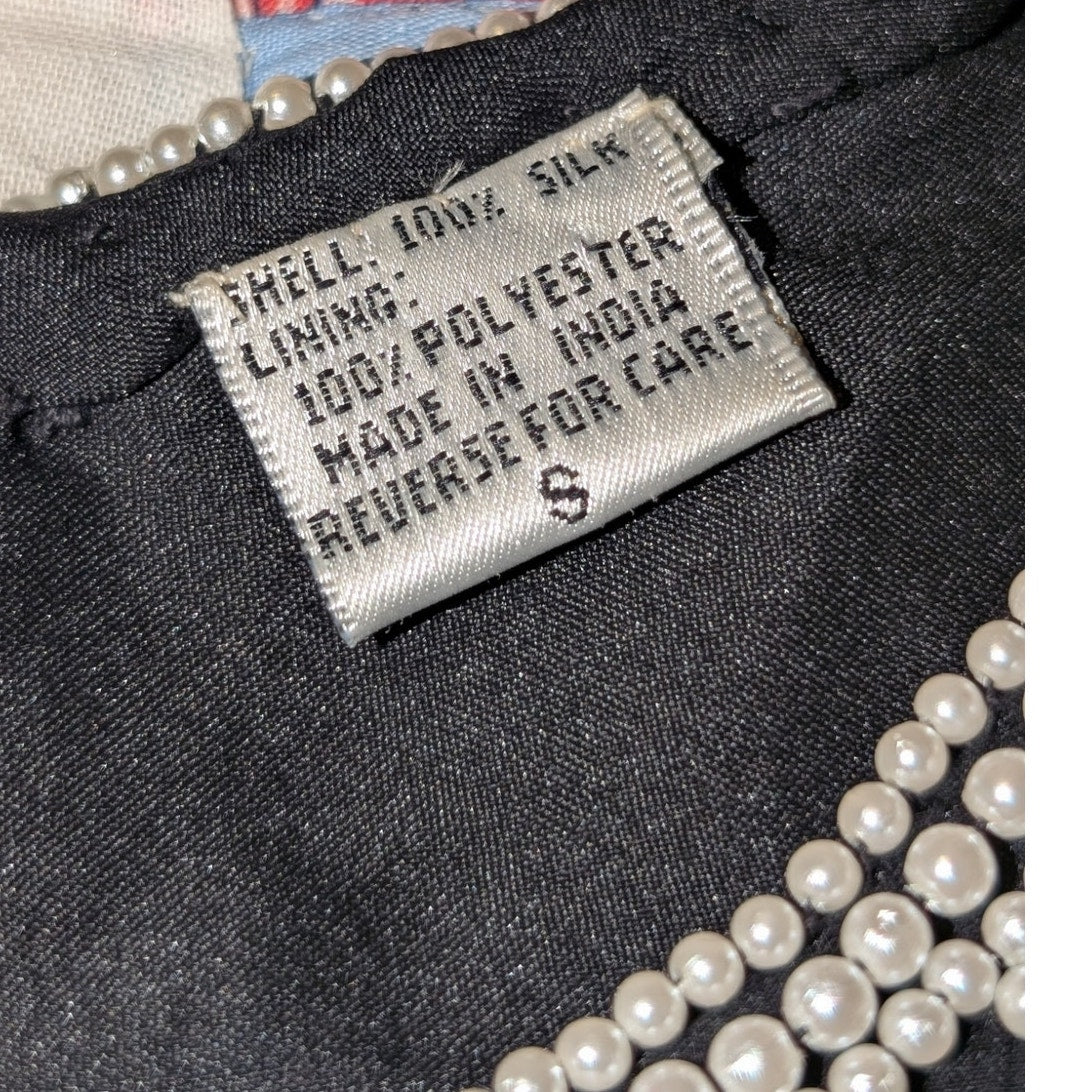 SHELL: 100% SILK
LINING:
100% POLYESTER
MADE IN INDIA
REVERSE FOR CARE
S